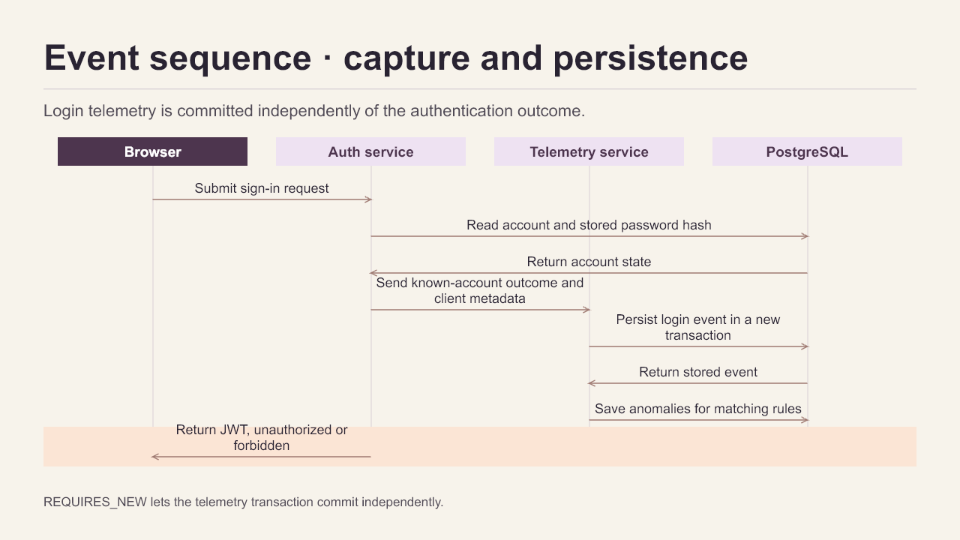 Event sequence · capture and persistence
Login telemetry is committed independently of the authentication outcome.
Browser
Auth service
Telemetry service
PostgreSQL
Submit sign-in request
Read account and stored password hash
Return account state
Send known-account outcome and
client metadata
Persist login event in a new
transaction
Return stored event
Save anomalies for matching rules
Return JWT, unauthorized or
forbidden
REQUIRES_NEW lets the telemetry transaction commit independently.